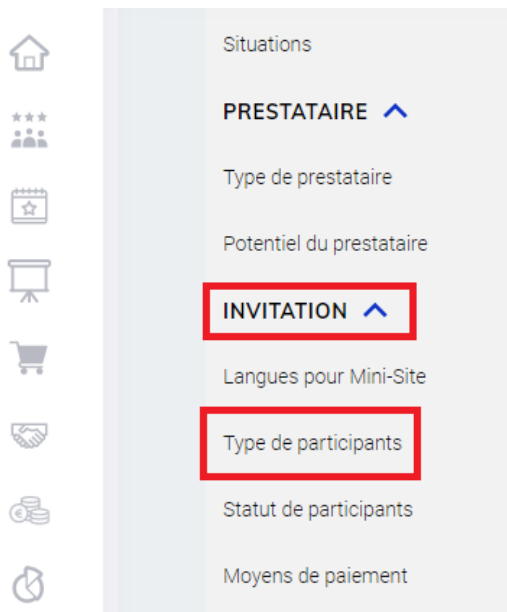 Situations
PRESTATAIRE
Type de prestataire
Potentiel du prestataire
INVITATION
Langues pour Mini-Site
Type de participants
Statut de participants
Moyens de paiement